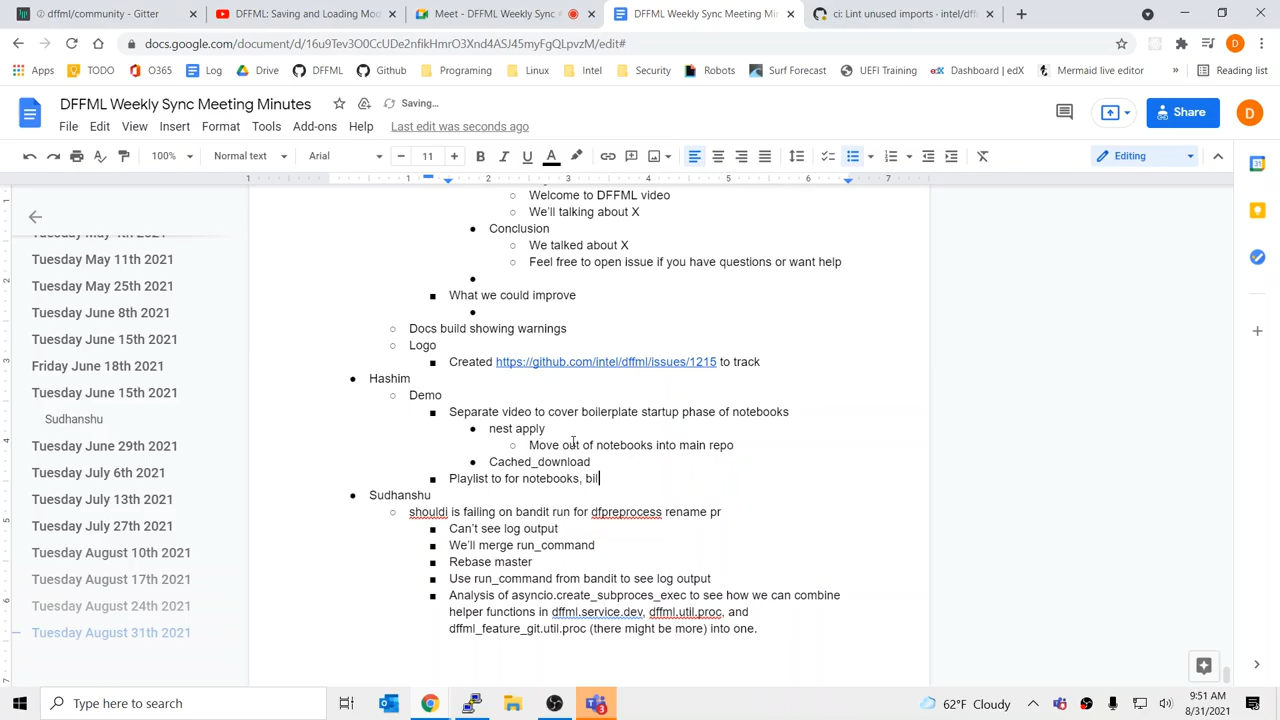 ② dffml/community - Gitter
DFFML: Saving and Loading Mo
Meet - DFFML Weekly Sync
DFFML Weekly Sync Meeting Min
ci: Lint unused imports · intel/dff
docs.google.com/document/d/16u9Tev3O0CcUDe2nfikHmrO3Xnd4ASJ45myFgQLpvzM/edit#
Apps TODO O365 Log Drive DFFML Github Programing Linux Intel Security Robots Surf Forecast UEFI Training Dashboard | edX Mermaid live editor » Reading list
DFFML Weekly Sync Meeting Minutes Saving…
File Edit View Insert Format Tools Add-ons Help Last edit was seconds ago
Share
D
100% Normal text Arial 11 Editing
1 1 2 3 4 5 6 7
Tuesday May 11th 2021
Tuesday May 25th 2021
Tuesday June 8th 2021
Tuesday June 15th 2021
Friday June 18th 2021
Tuesday June 15th 2021
Sudhanshu
Tuesday June 29th 2021
Tuesday July 6th 2021
Tuesday July 13th 2021
Tuesday July 27th 2021
Tuesday August 10th 2021
Tuesday August 17th 2021
Tuesday August 24th 2021
Tuesday August 31th 2021
Welcome to DFFML video
We'll talking about X
Conclusion
We talked about X
Feel free to open issue if you have questions or want help
What we could improve
Docs build showing warnings
Logo
Created https://github.com/intel/dffml/issues/1215 to track
Hashim
Demo
Separate video to cover boilerplate startup phase of notebooks
nest apply
Move out of notebooks into main repo
Cached_download
Playlist to for notebooks, bil
Sudhanshu
shouldi is failing on bandit run for dfpreprocess rename pr
Can't see log output
We'll merge run_command
Rebase master
Use run_command from bandit to see log output
Analysis of asyncio.create_subproces_exec to see how we can combine
helper functions in dffml.service.dev, dffml.util.proc, and
dffml_feature_git.util.proc (there might be more) into one.
Type here to search
62°F Cloudy
9:51 AM
8/31/2021